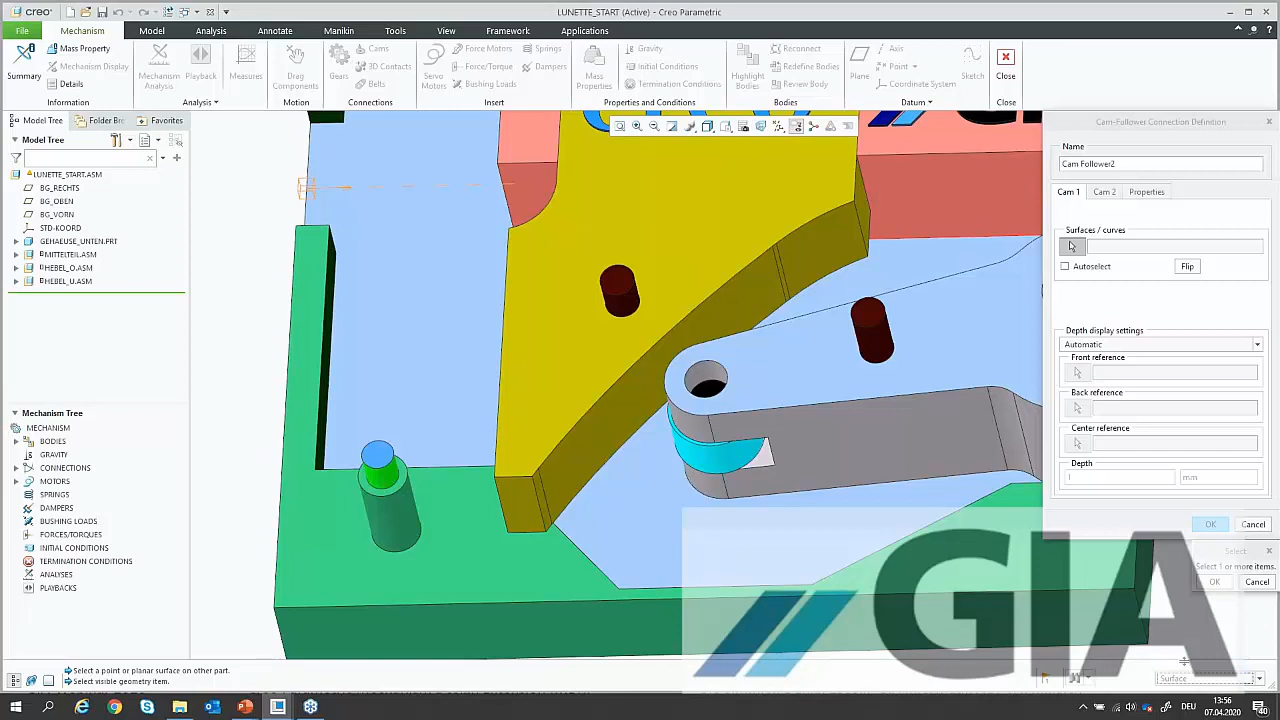 creo
LUNETTE_START (Active) - Creo Parametric
File
Mechanism
Model
Analysis
Annotate
Manikin
Tools
View
Framework
Applications
Summary
Mass Property
Mechanism Display
Details
Information
Mechanism Analysis
Playback
Measures
Analysis
Drag Components
Motion
Gears
Cams
3D Contacts
Belts
Connections
Servo Motors
Force Motors
Force/Torque
Bushing Loads
Springs
Dampers
Insert
Mass Properties
Gravity
Initial Conditions
Termination Conditions
Properties and Conditions
Highlight Bodies
Reconnect
Redefine Bodies
Review Body
Bodies
Plane
Axis
Point
Coordinate System
Sketch
Datum
Close
Close
Model Tree
Folder Br
Favorites
Model Tree
LUNETTE_START.ASM
BG_RECHTS
BG_OBEN
BG_VORN
STD-KOORD
GEHAEUSE_UNTEN.PRT
MITTELTEIL.ASM
HEBEL_O.ASM
HEBEL_U.ASM
Mechanism Tree
MECHANISM
BODIES
GRAVITY
CONNECTIONS
MOTORS
SPRINGS
DAMPERS
BUSHING LOADS
FORCES/TORQUES
INITIAL CONDITIONS
TERMINATION CONDITIONS
ANALYSES
PLAYBACKS
Cam-Follower Connection Definition
Name
Cam Follower2
Cam 1
Cam 2
Properties
Surfaces / curves
Autoselect
Flip
Depth display settings
Automatic
Front reference
Back reference
Center reference
Depth
mm
OK
Cancel
Select
Select 1 or more items.
OK
Cancel
GIA
Select a point or planar surface on other part.
Select visible geometry item.
Surface
DEU
13:56
07.04.2020